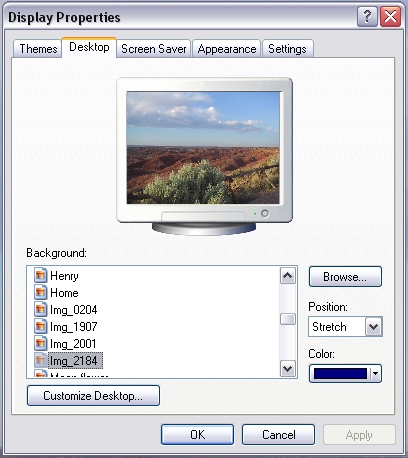 Display Properties
Themes Desktop Screen Saver Appearance Settings
Background:
Henry
Home
Img_0204
Img_1907
Img_2001
Img_2184
Browse...
Position:
Stretch
Color:
Customize Desktop...
OK Cancel Apply